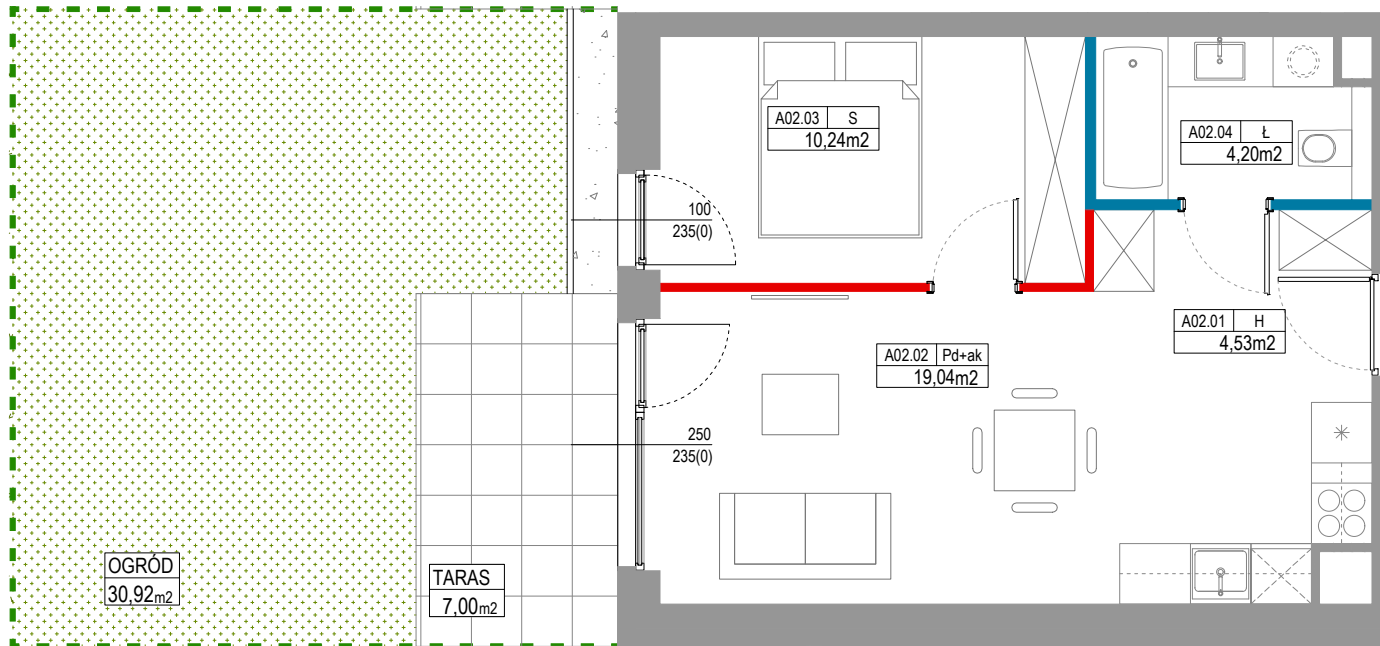 A02.03 S
10,24m2
A02.04 Ł
4,20m2
100
235(0)
A02.01 H
4,53m2
A02.02 Pd+ak
19,04m2
250
235(0)
OGRÓD
30,92m2
TARAS
7,00m2